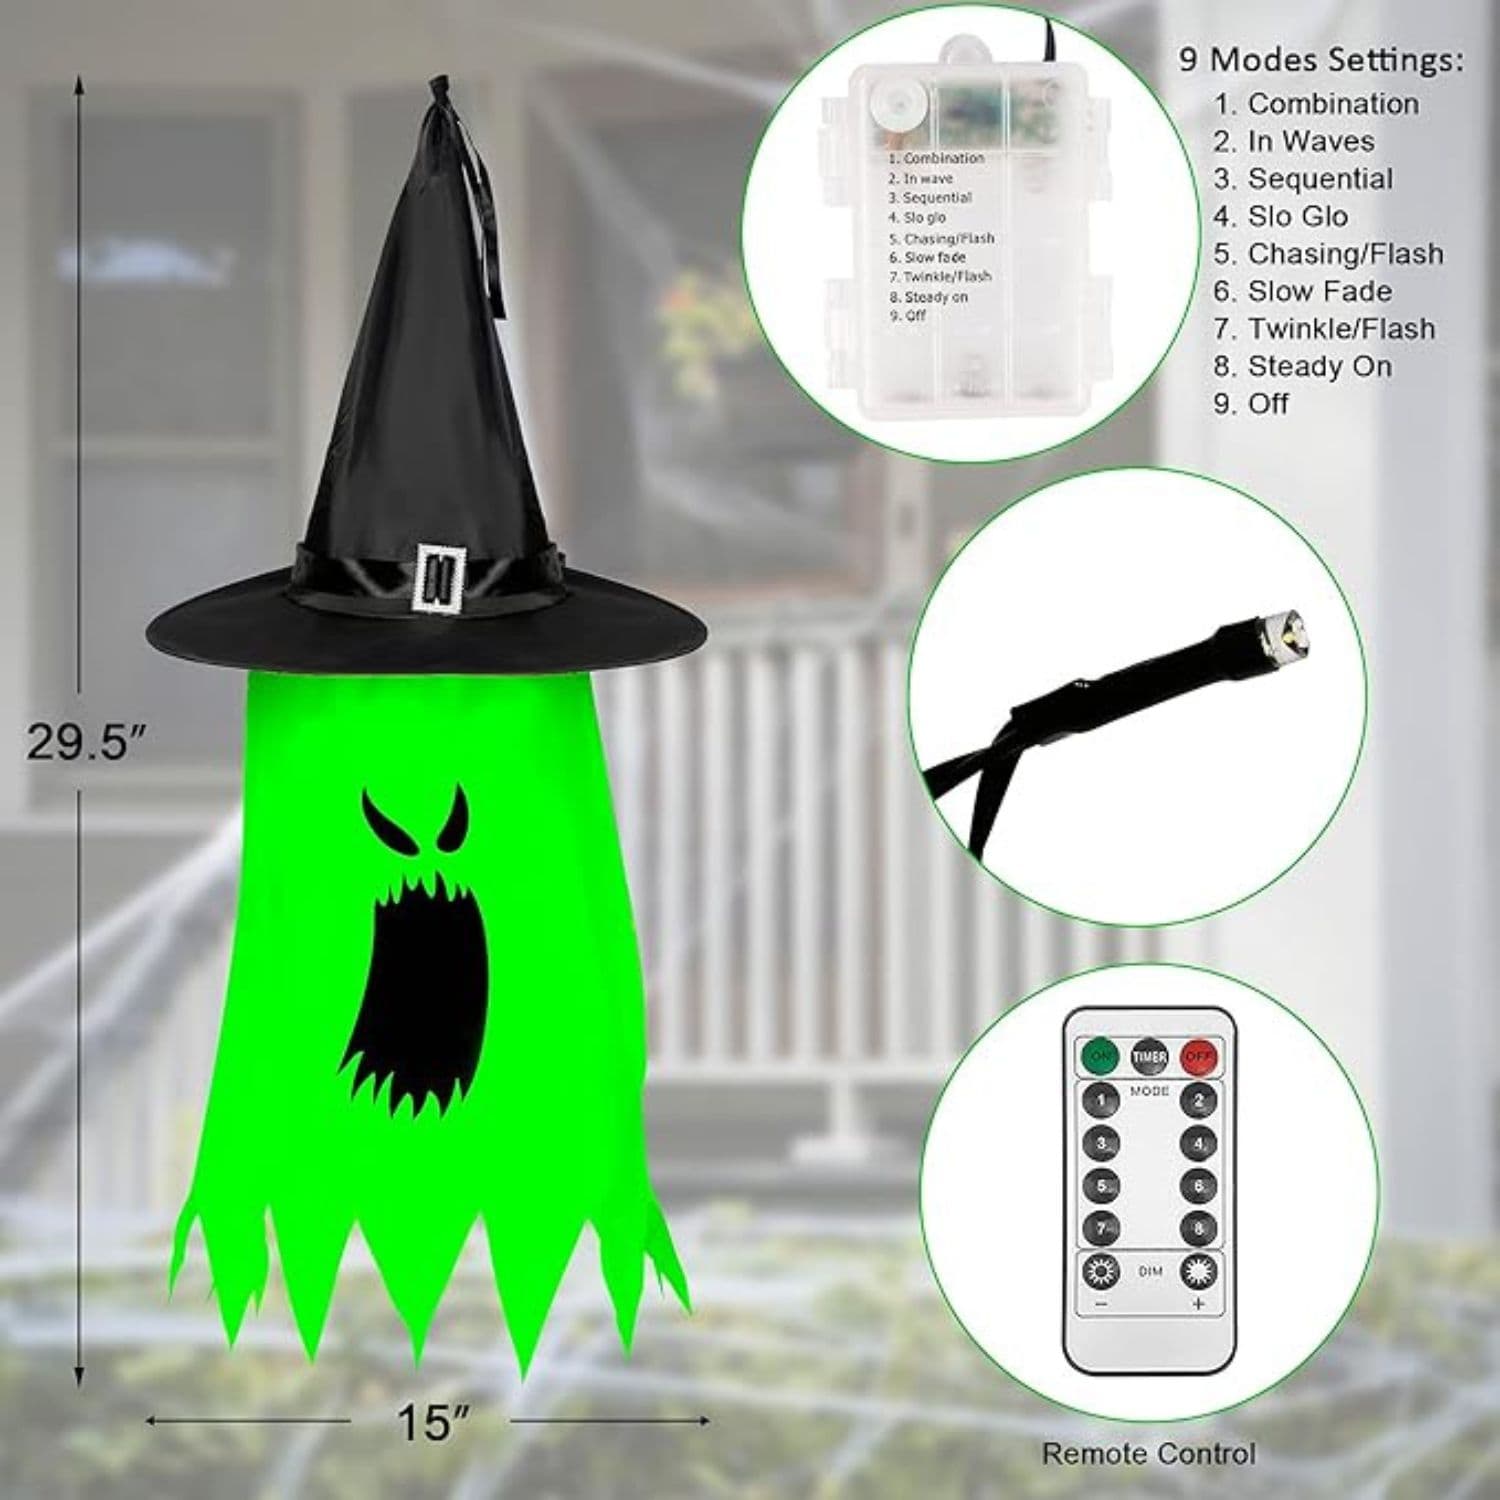 9 Modes Settings:
1. Combination
2. In Waves
3. Sequential
4. Slo Glo
5. Chasing/Flash
6. Slow Fade
7. Twinkle/Flash
8. Steady On
9. Off
1. Combination
2. In wave
3. Sequential
4. Slo glo
5. Chasing/Flash
6. Slow fade
7. Twinkle/Flash
8. Steady on
9. Off
29.5"
15"
ON TIMER OFF
MODE
1 2
3 4
5 6
7 8
DIM
- +
Remote Control